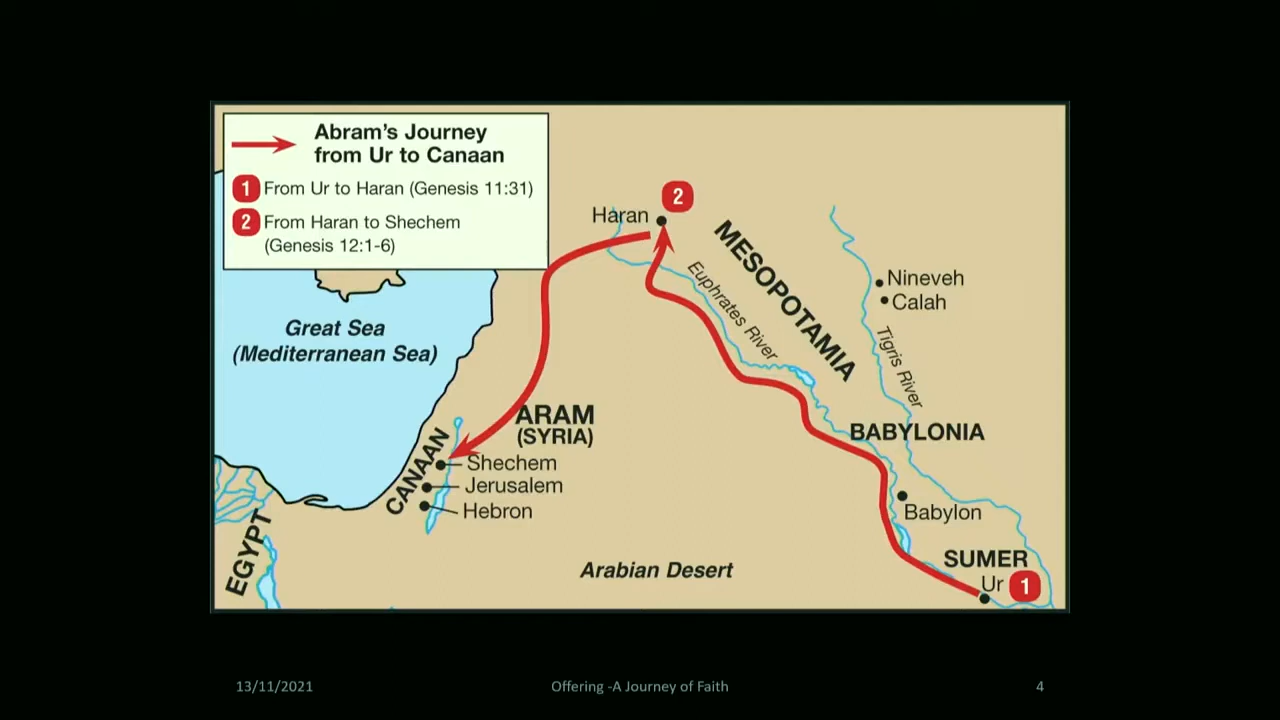 Abram's Journey
from Ur to Canaan
1 From Ur to Haran (Genesis 11:31)
2 From Haran to Shechem
(Genesis 12:1-6)
2
Haran
MESOPOTAMIA
Euphrates River
Nineveh
Calah
Tigris River
Great Sea
(Mediterranean Sea)
ARAM
(SYRIA)
CANAAN
Shechem
Jerusalem
Hebron
BABYLONIA
Babylon
EGYPT
Arabian Desert
SUMER
Ur 1
13/11/2021
Offering -A Journey of Faith
4